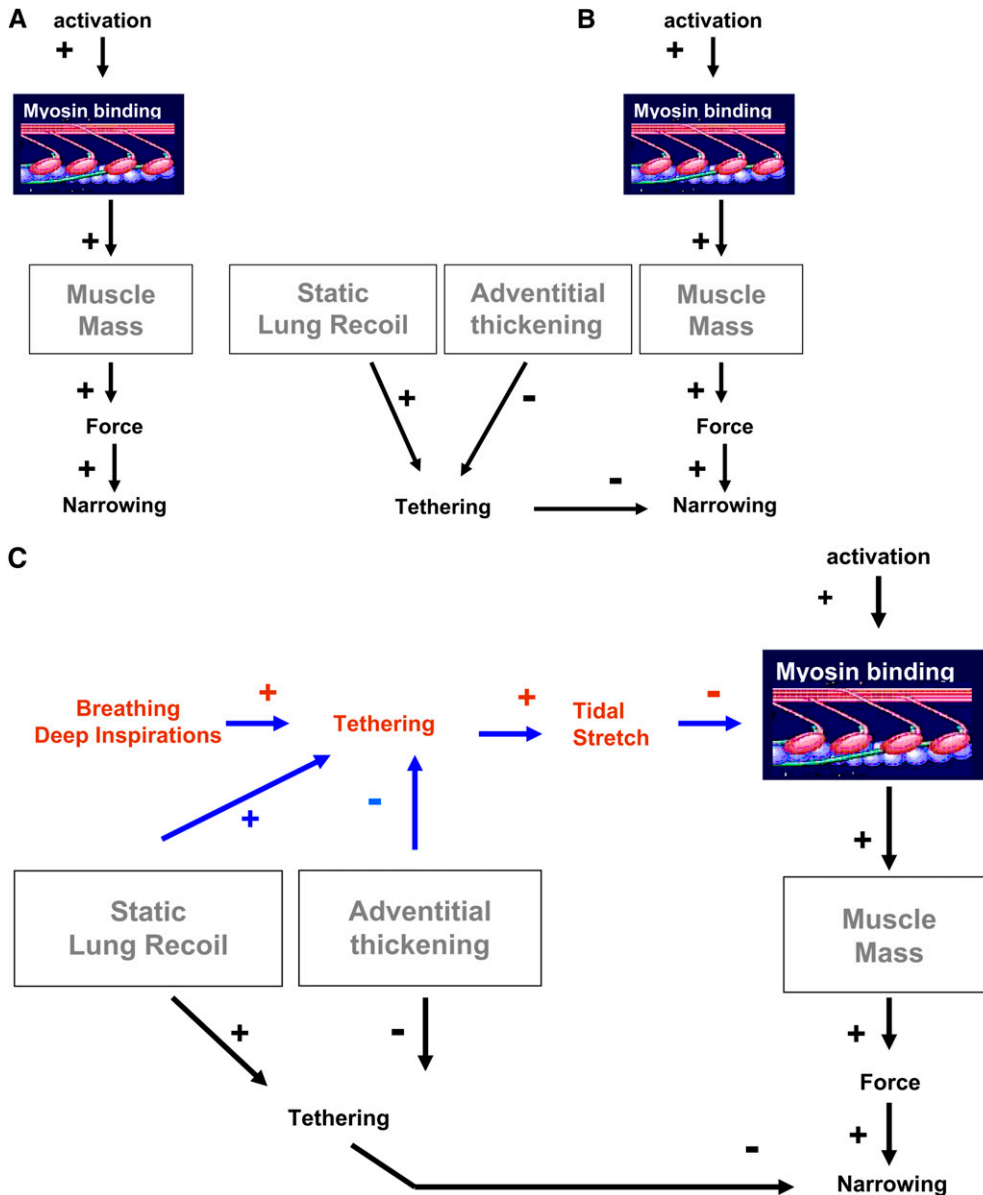 A
activation
+
Myosin binding
+
Muscle
Mass
+
Force
+
Narrowing
B
activation
+
Myosin binding
+
Static
Lung Recoil
Adventitial
thickening
Muscle
Mass
+
-
+
Force
+
Tethering
-
Narrowing
C
activation
+
Breathing
Deep Inspirations
+
Tethering
+
Tidal
Stretch
-
Myosin binding
+
-
+
Static
Lung Recoil
Adventitial
thickening
Muscle
Mass
+
-
+
Force
Tethering
-
+
Narrowing